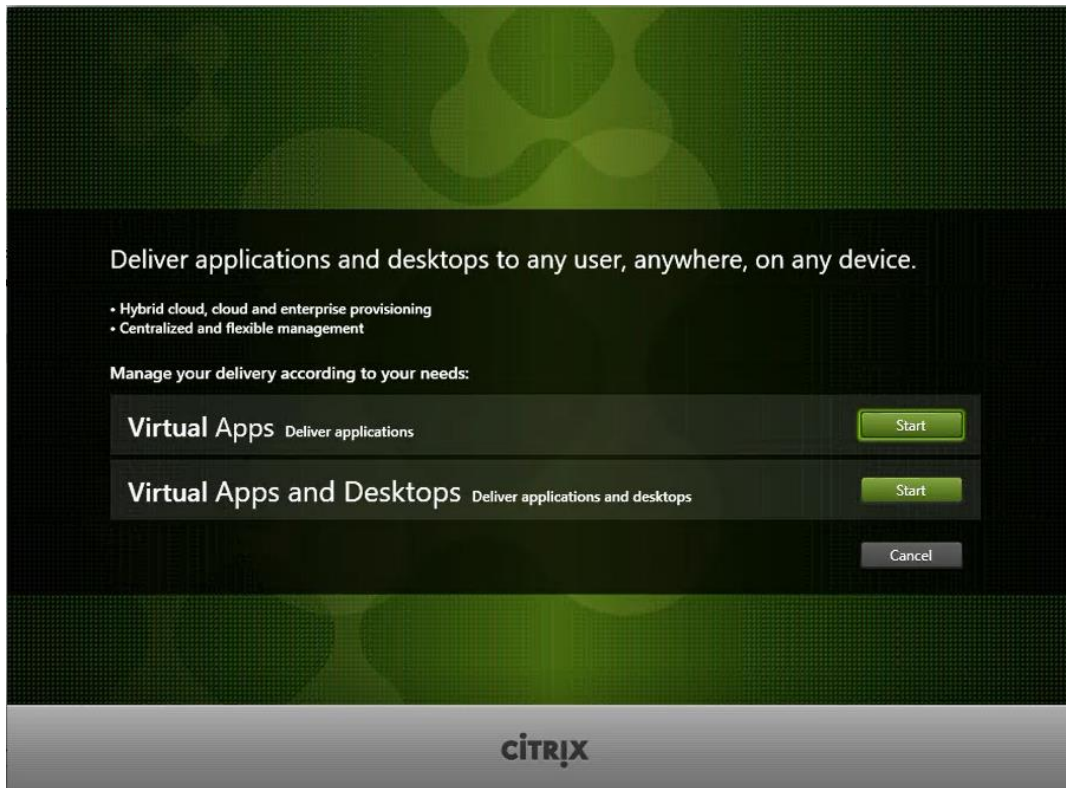 Deliver applications and desktops to any user, anywhere, on any device.
• Hybrid cloud, cloud and enterprise provisioning
• Centralized and flexible management
Manage your delivery according to your needs:
Virtual Apps Deliver applications Start
Virtual Apps and Desktops Deliver applications and desktops Start
Cancel
CITRIX